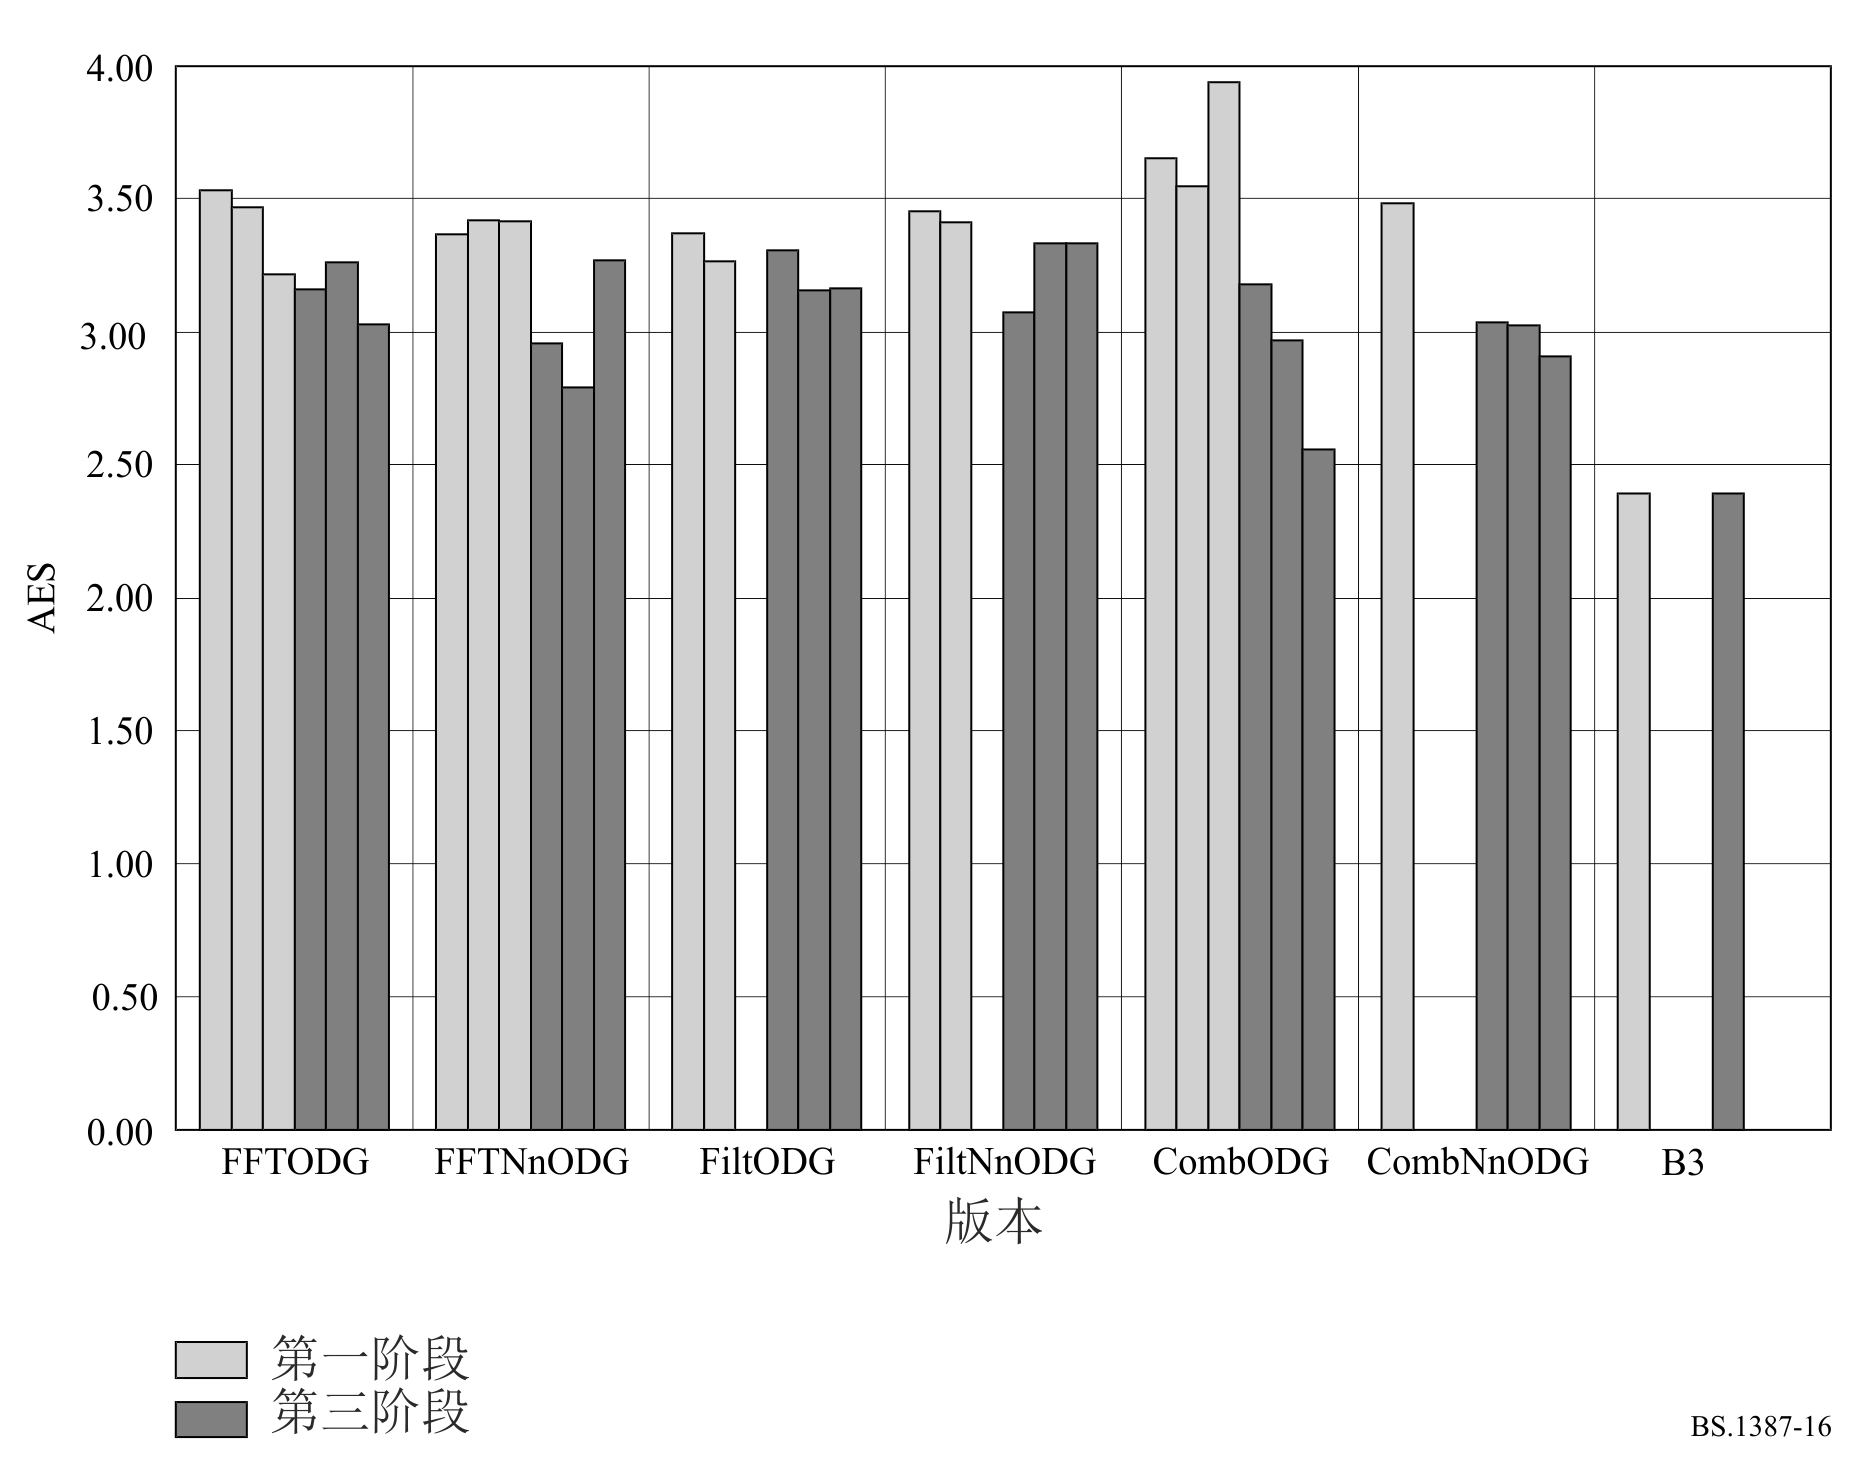 4.00
3.50
3.00
2.50
2.00
1.50
1.00
0.50
0.00
AES
FFTODG FFTNnODG FiltODG FiltNnODG CombODG CombNnODG B3
版本
第一阶段
第三阶段
BS.1387-16